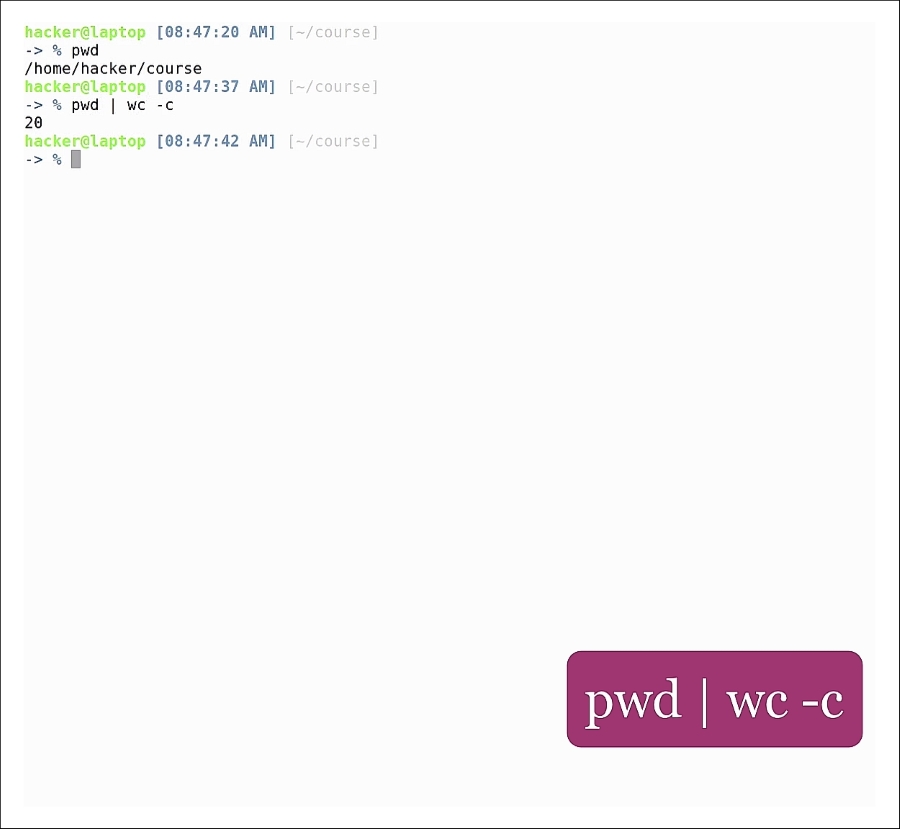 hacker@laptop [08:47:20 AM] [~/course]
-> % pwd
/home/hacker/course
hacker@laptop [08:47:37 AM] [~/course]
-> % pwd | wc -c
20
hacker@laptop [08:47:42 AM] [~/course]
-> %
pwd | wc -c